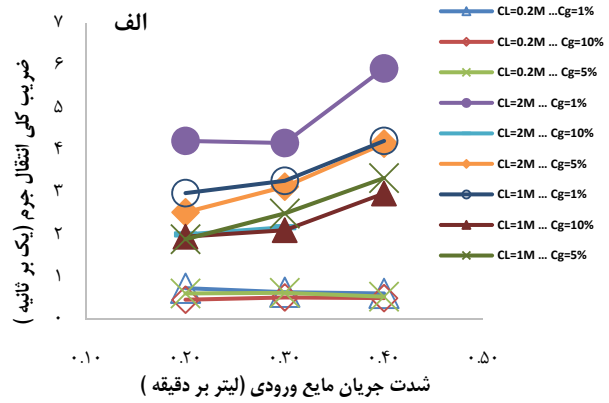 الف
ضریب کلی انتقال جرم (یک بر ثانیه )
۷
۶
۵
۴
۳
۲
۱
۰
۰.۱۰ ۰.۲۰ ۰.۳۰ ۰.۴۰ ۰.۵۰
شدت جریان مایع ورودی (لیتر بر دقیقه )
CL=0.2M ...Cg=1%
CL=0.2M ... Cg=10%
CL=0.2M ... Cg=5%
CL=2M ... Cg=1%
CL=2M ... Cg=10%
CL=2M ... Cg=5%
CL=1M ... Cg=1%
CL=1M ... Cg=10%
CL=1M ... Cg=5%